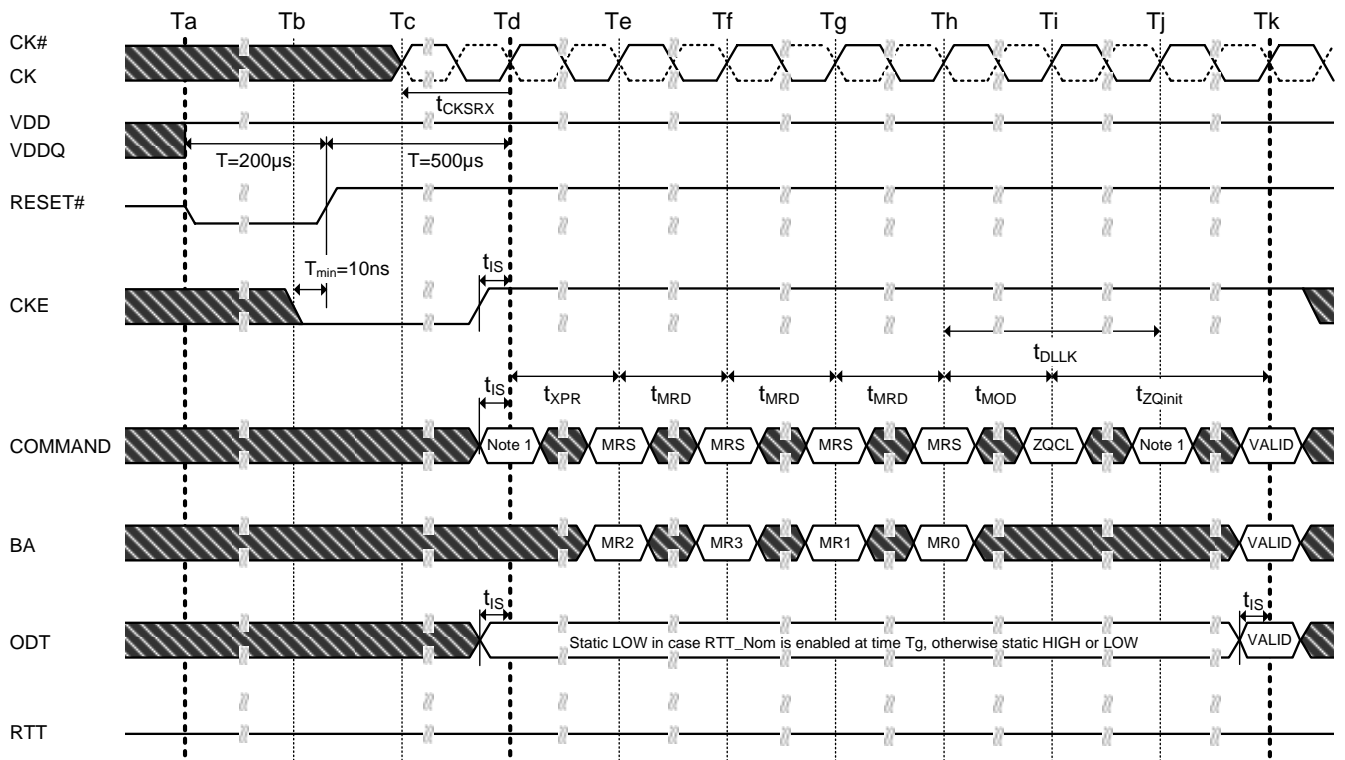 Ta Tb Tc Td Te Tf Tg Th Ti Tj Tk
CK#
CK
tCKSRX
VDD
VDDQ
T=200µs T=500µs
RESET#
Tmin=10ns tIS
CKE
tDLLK
tIS tXPR tMRD tMRD tMRD tMOD tZQinit
COMMAND Note 1 MRS MRS MRS MRS ZQCL Note 1 VALID
BA MR2 MR3 MR1 MR0 VALID
tIS tIS
ODT Static LOW in case RTT_Nom is enabled at time Tg, otherwise static HIGH or LOW VALID
RTT